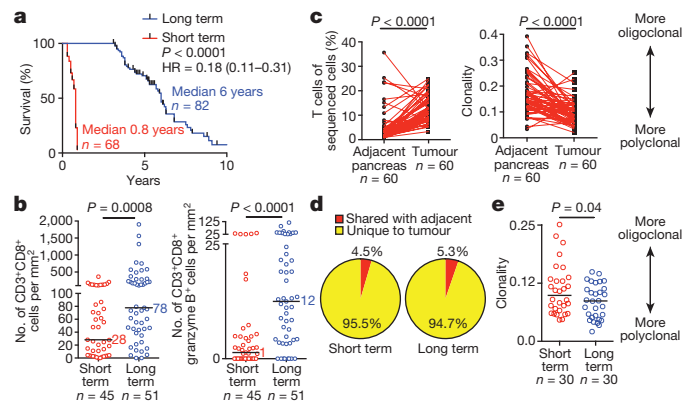 a
Long term
Short term
P < 0.0001
HR = 0.18 (0.11–0.31)
Median 6 years
n = 82
Median 0.8 years
n = 68
Survival (%)
100
50
0
0
5
10
Years
c
P < 0.0001
T cells of
sequenced cells (%)
40
30
20
10
0
Adjacent
pancreas
n = 60
Tumour
n = 60
P < 0.0001
Clonality
0.4
0.3
0.2
0.1
0
Adjacent
pancreas
n = 60
Tumour
n = 60
More
oligoclonal
More
polyclonal
b
P = 0.0008
No. of CD3+CD8+
cells per mm²
2,000
1,500
1,000
500
100
80
60
40
20
0
28
78
Short
term
n = 45
Long
term
n = 51
P < 0.0001
No. of CD3+CD8+
granzyme B+ cells per mm²
125
25
0
1
12
Short
term
n = 45
Long
term
n = 51
d
Shared with adjacent
Unique to tumour
4.5%
5.3%
95.5%
94.7%
Short term
Long term
e
P = 0.04
Clonality
0.25
0.18
0.12
0.06
0
Short
term
n = 30
Long
term
n = 30
More
oligoclonal
More
polyclonal